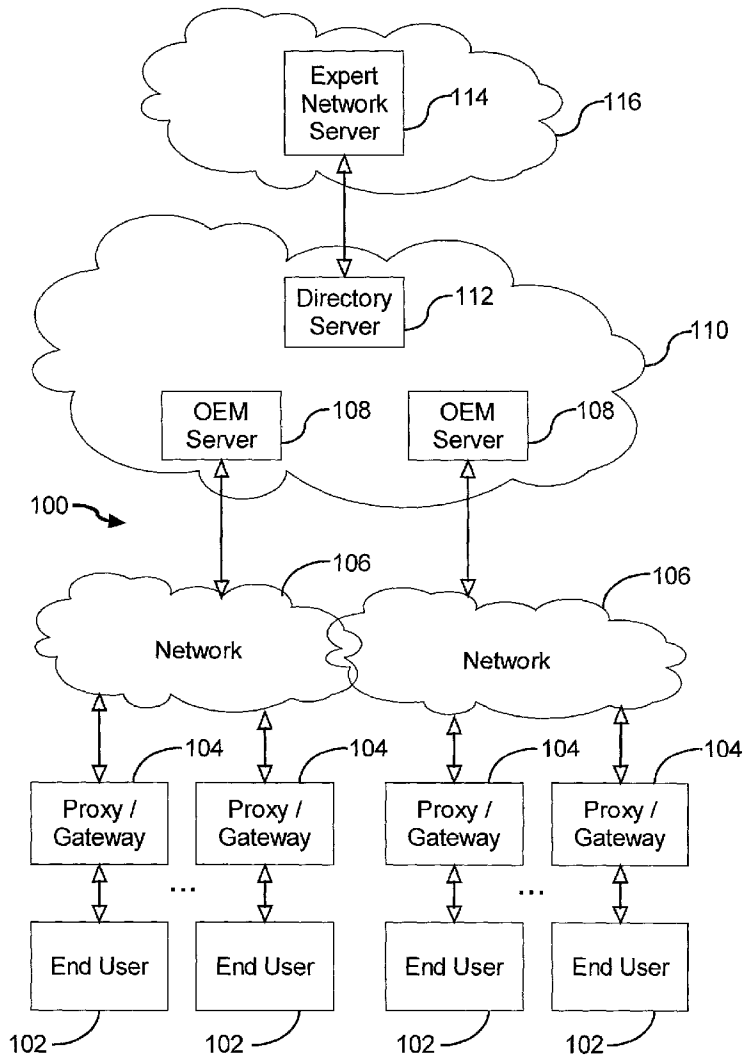 Expert
Network
Server
114
116
Directory
Server
112
110
OEM
Server
108
OEM
Server
108
100
106
106
Network
Network
104
104
104
104
Proxy /
Gateway
Proxy /
Gateway
Proxy /
Gateway
Proxy /
Gateway
...
...
End User
End User
End User
End User
102
102
102
102